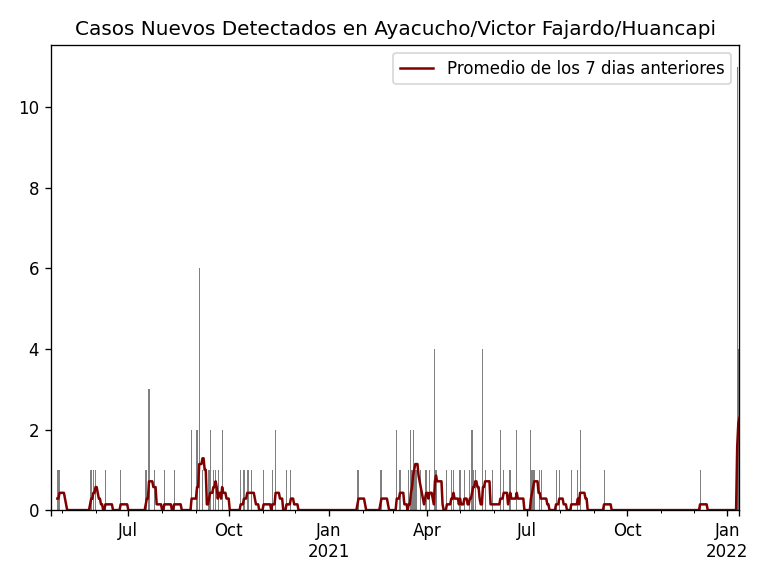 Casos Nuevos Detectados en Ayacucho/Victor Fajardo/Huancapi
Promedio de los 7 dias anteriores
10
8
6
4
2
0
Jul
Oct
Jan
2021
Apr
Jul
Oct
Jan
2022